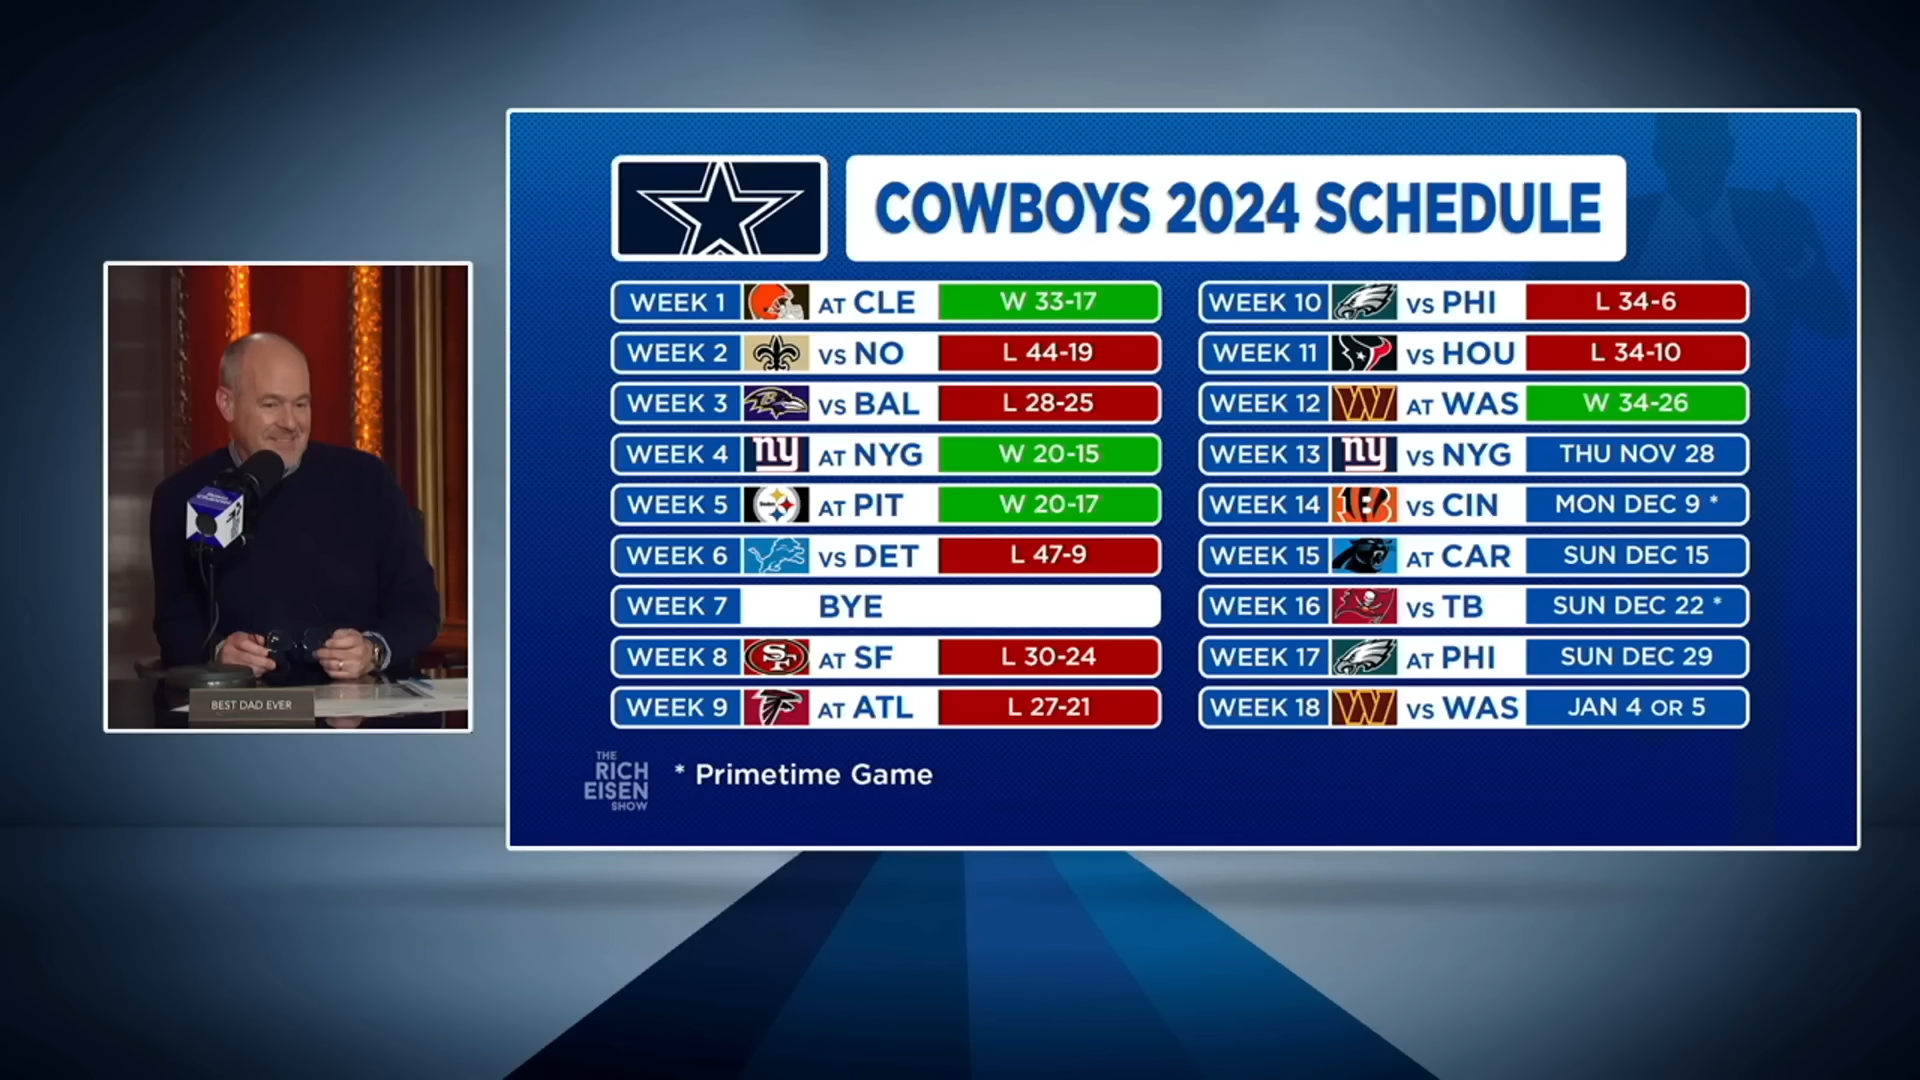 COWBOYS 2024 SCHEDULE
WEEK 1 AT CLE W 33-17
WEEK 2 VS NO L 44-19
WEEK 3 VS BAL L 28-25
WEEK 4 ny AT NYG W 20-15
WEEK 5 Steelers AT PIT W 20-17
WEEK 6 VS DET L 47-9
WEEK 7 BYE
WEEK 8 SF AT SF L 30-24
WEEK 9 AT ATL L 27-21
WEEK 10 VS PHI L 34-6
WEEK 11 VS HOU L 34-10
WEEK 12 W AT WAS W 34-26
WEEK 13 ny VS NYG THU NOV 28
WEEK 14 B VS CIN MON DEC 9 *
WEEK 15 AT CAR SUN DEC 15
WEEK 16 VS TB SUN DEC 22 *
WEEK 17 AT PHI SUN DEC 29
WEEK 18 W VS WAS JAN 4 OR 5
THE
RICH
EISEN
SHOW
* Primetime Game
BEST DAD EVER